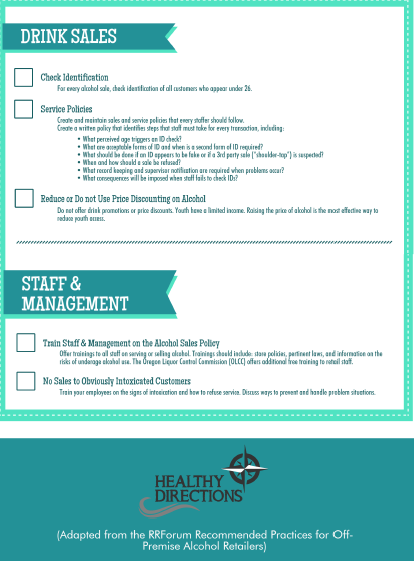 DRINK SALES
Check Identification
For every alcohol sale, check identification of all customers who appear under 26.
Service Policies
Create and maintain sales and service policies that every staffer should follow.
Create a written policy that identifies steps that staff must take for every transaction, including:
• What perceived age triggers an ID check?
• What are acceptable forms of ID and when is a second form of ID required?
• What should be done if an ID appears to be fake or if a 3rd party sale ("shoulder-tap") is suspected?
• When and how should a sale be refused?
• What record keeping and supervisor notification are required when problems occur?
• What consequences will be imposed when staff fails to check IDs?
Reduce or Do not Use Price Discounting on Alcohol
Do not offer drink promotions or price discounts. Youth have a limited income. Raising the price of alcohol is the most effective way to
reduce youth access.
STAFF &
MANAGEMENT
Train Staff & Management on the Alcohol Sales Policy
Offer trainings to all staff on serving or selling alcohol. Trainings should include: store policies, pertinent laws, and information on the
risks of underage alcohol use. The Oregon Liquor Control Commission (OLCC) offers additional free training to retail staff.
No Sales to Obviously Intoxicated Customers
Train your employees on the signs of intoxication and how to refuse service. Discuss ways to prevent and handle problem situations.
HEALTHY
DIRECTIONS
(Adapted from the RRForum Recommended Practices for Off-
Premise Alcohol Retailers)